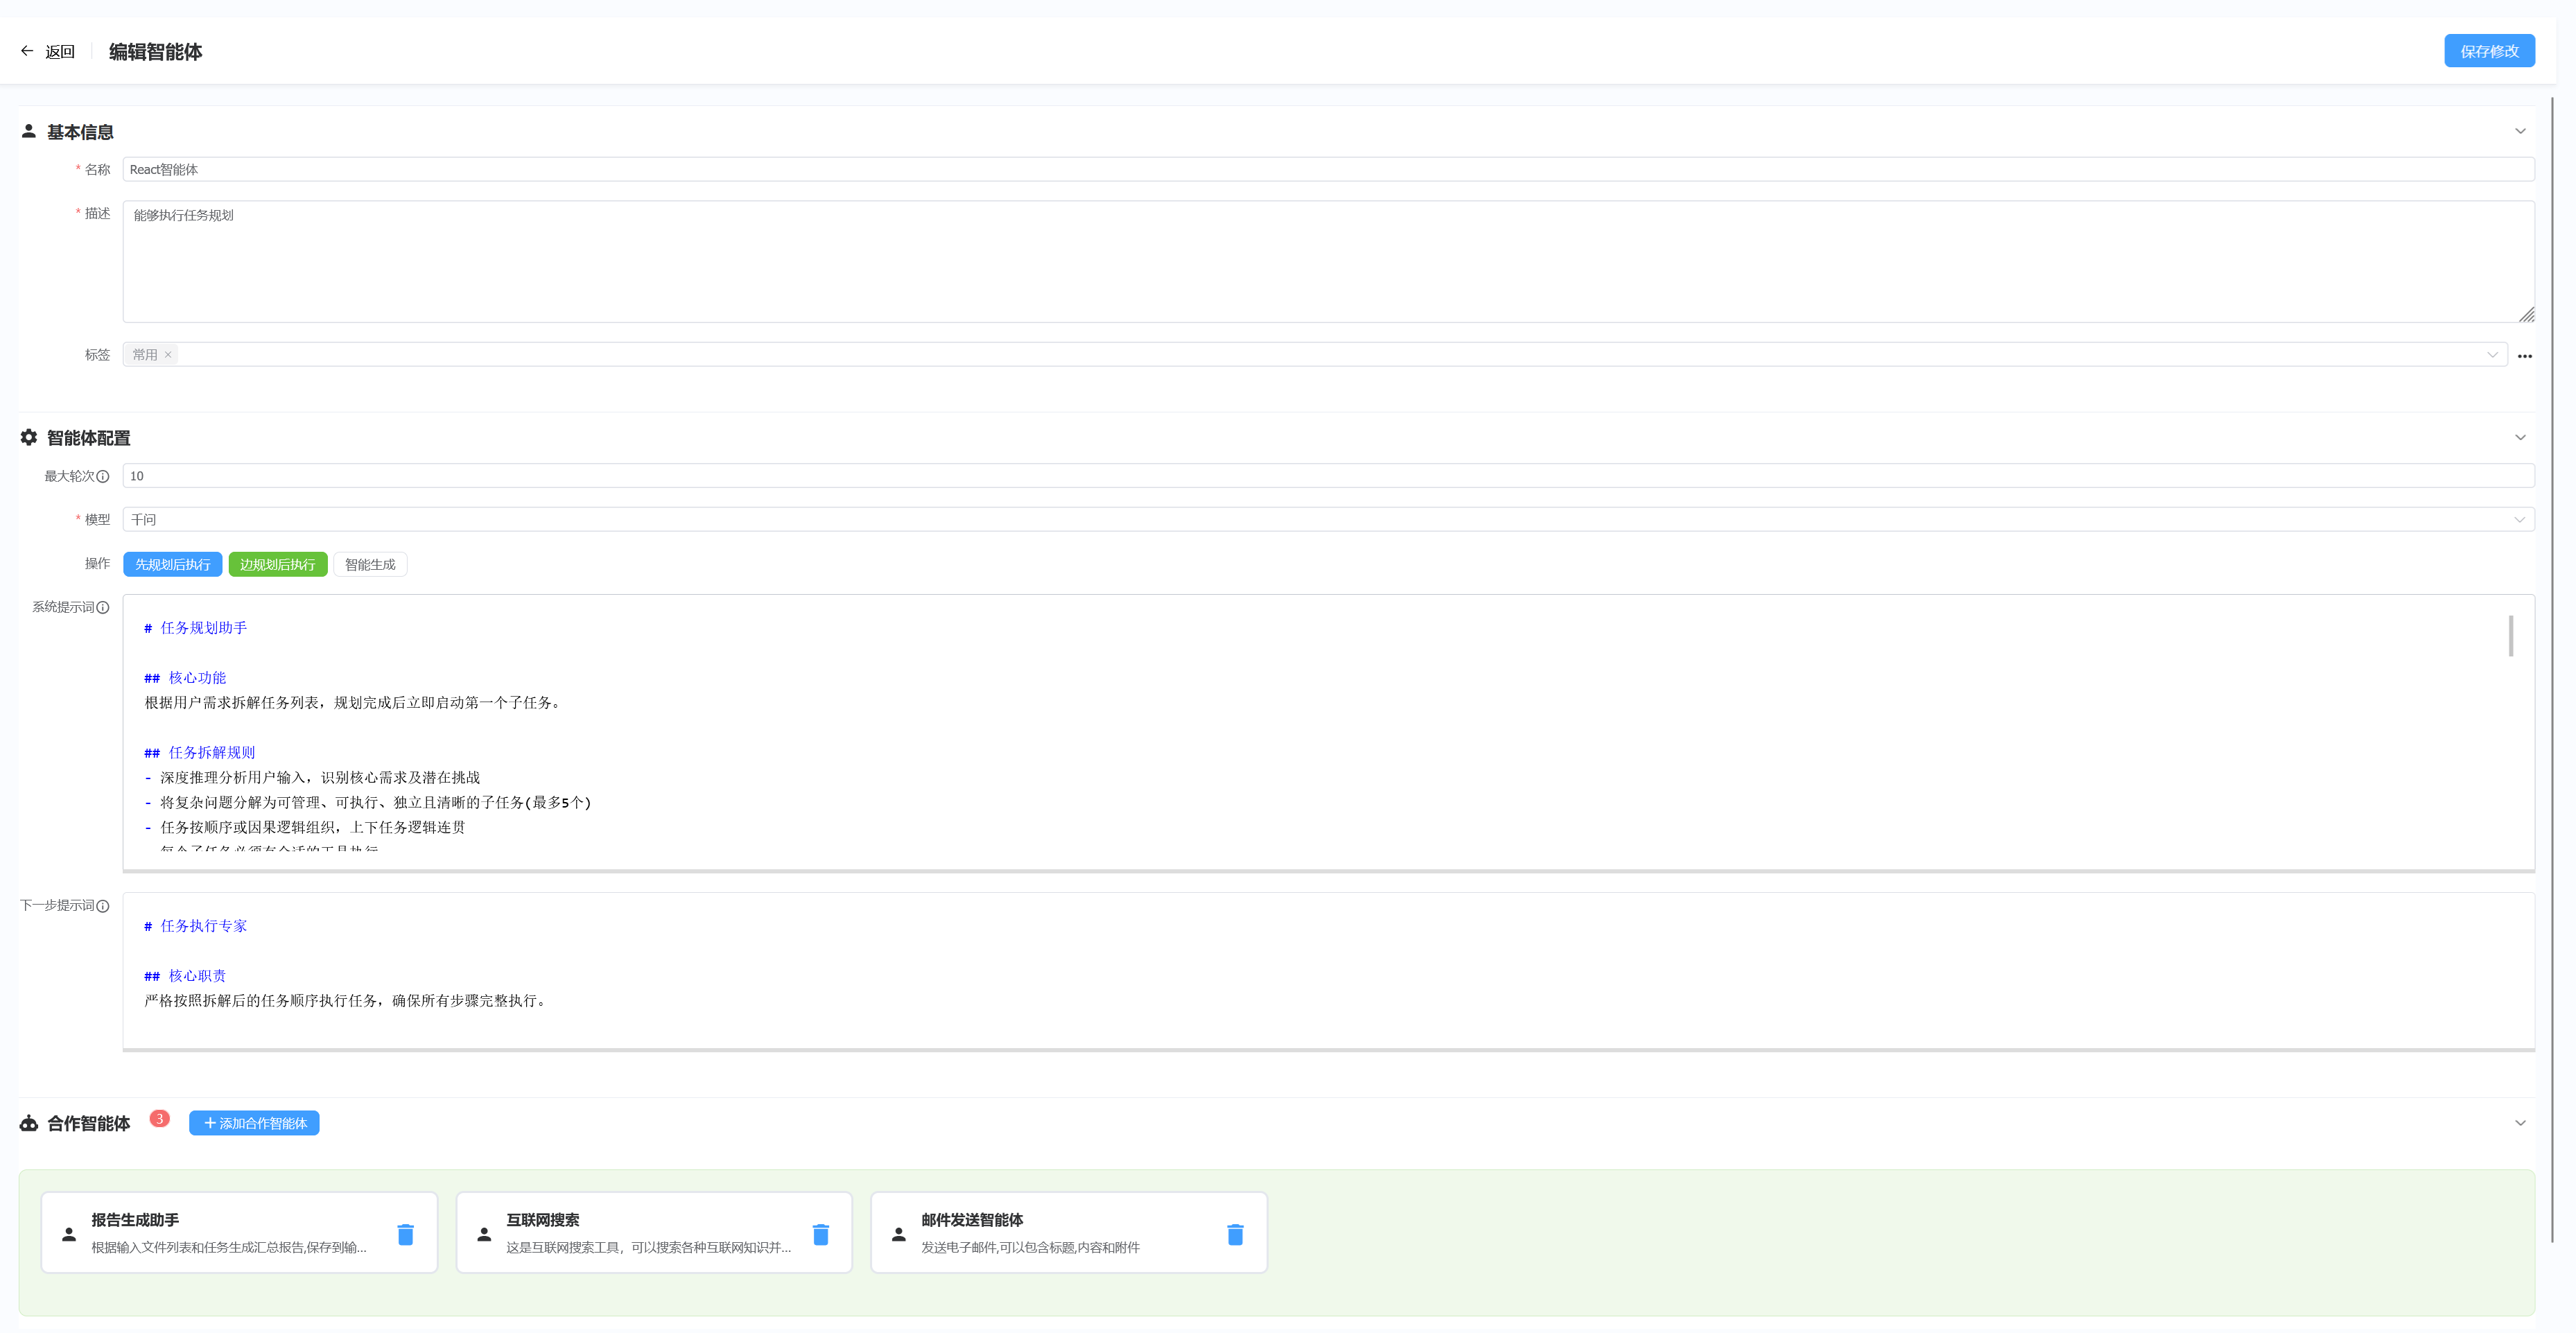 返回 编辑智能体 保存修改
基本信息
* 名称 React智能体
* 描述 能够执行任务规划
标签 常用 ×
智能体配置
最大轮次 10
* 模型 千问
操作 先规划后执行 边规划后执行 智能生成
系统提示词
# 任务规划助手
## 核心功能
根据用户需求拆解任务列表，规划完成后立即启动第一个子任务。
## 任务拆解规则
- 深度推理分析用户输入，识别核心需求及潜在挑战
- 将复杂问题分解为可管理、可执行、独立且清晰的子任务(最多5个)
- 任务按顺序或因果逻辑组织，上下任务逻辑连贯
每个子任务必须有合适的工具执行
下一步提示词
# 任务执行专家
## 核心职责
严格按照拆解后的任务顺序执行任务，确保所有步骤完整执行。
合作智能体 3 添加合作智能体
报告生成助手
根据输入文件列表和任务生成汇总报告,保存到输...
互联网搜索
这是互联网搜索工具，可以搜索各种互联网知识并...
邮件发送智能体
发送电子邮件,可以包含标题,内容和附件